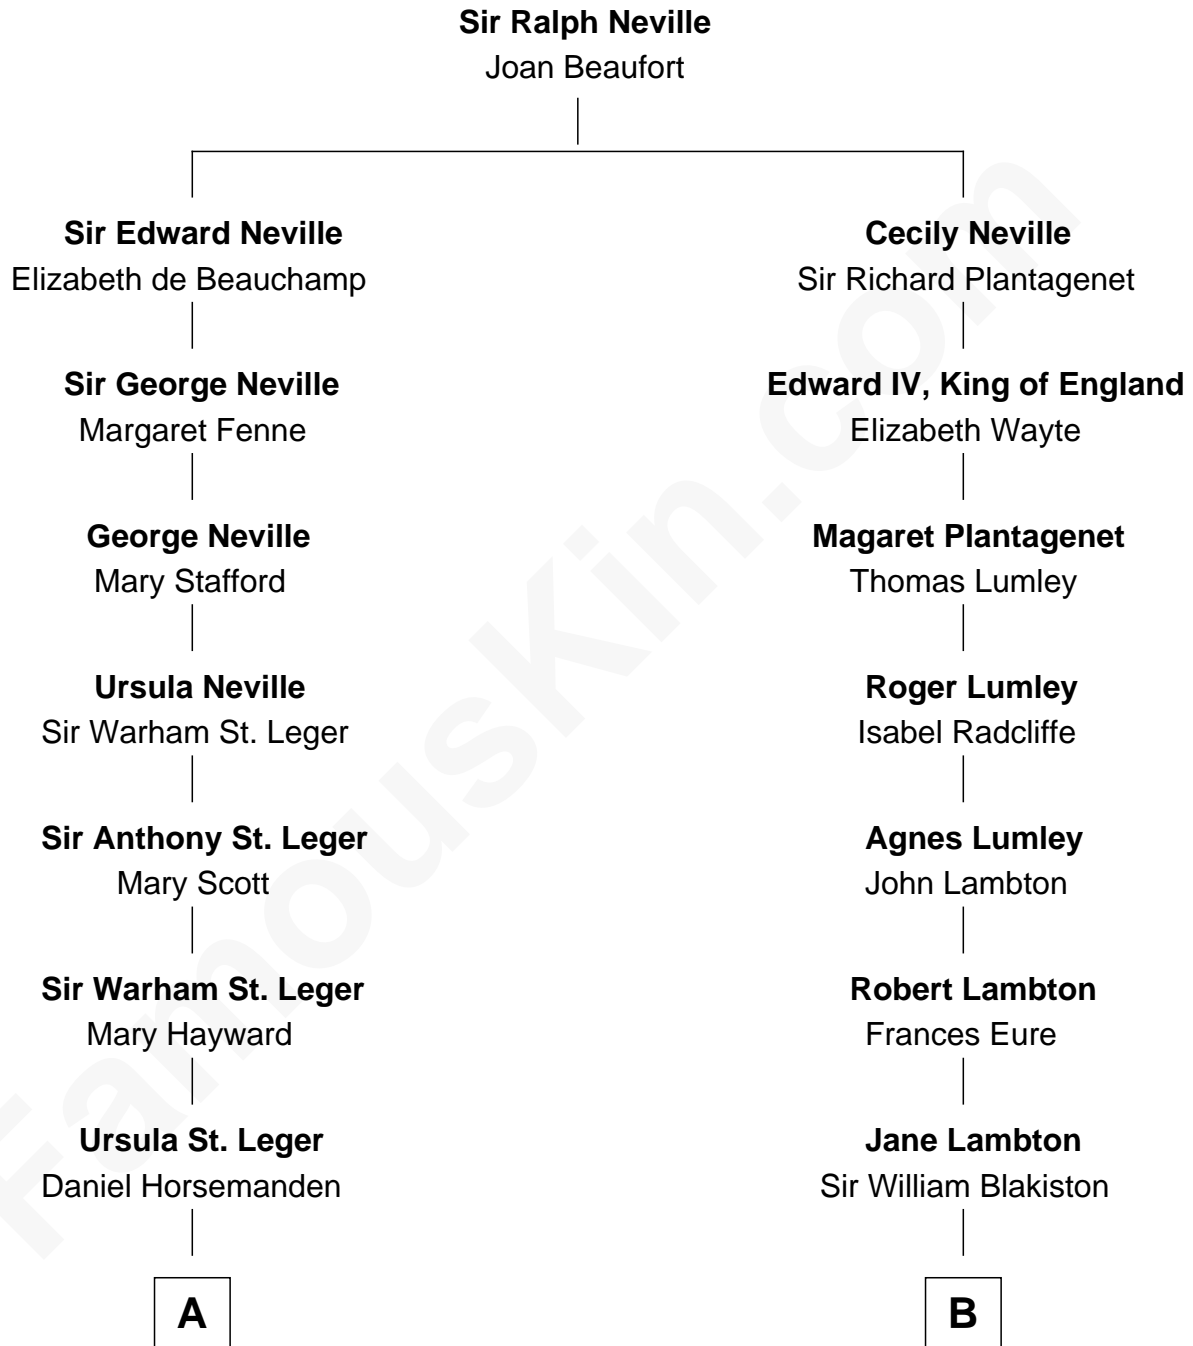 Sir Ralph Neville
Joan Beaufort
Sir Edward Neville
Elizabeth de Beauchamp
Cecily Neville
Sir Richard Plantagenet
Sir George Neville
Margaret Fenne
Edward IV, King of England
Elizabeth Wayte
George Neville
Mary Stafford
Magaret Plantagenet
Thomas Lumley
Ursula Neville
Sir Warham St. Leger
Roger Lumley
Isabel Radcliffe
Sir Anthony St. Leger
Mary Scott
Agnes Lumley
John Lambton
Sir Warham St. Leger
Mary Hayward
Robert Lambton
Frances Eure
Ursula St. Leger
Daniel Horsemanden
Jane Lambton
Sir William Blakiston
A
B
FamousKin.com